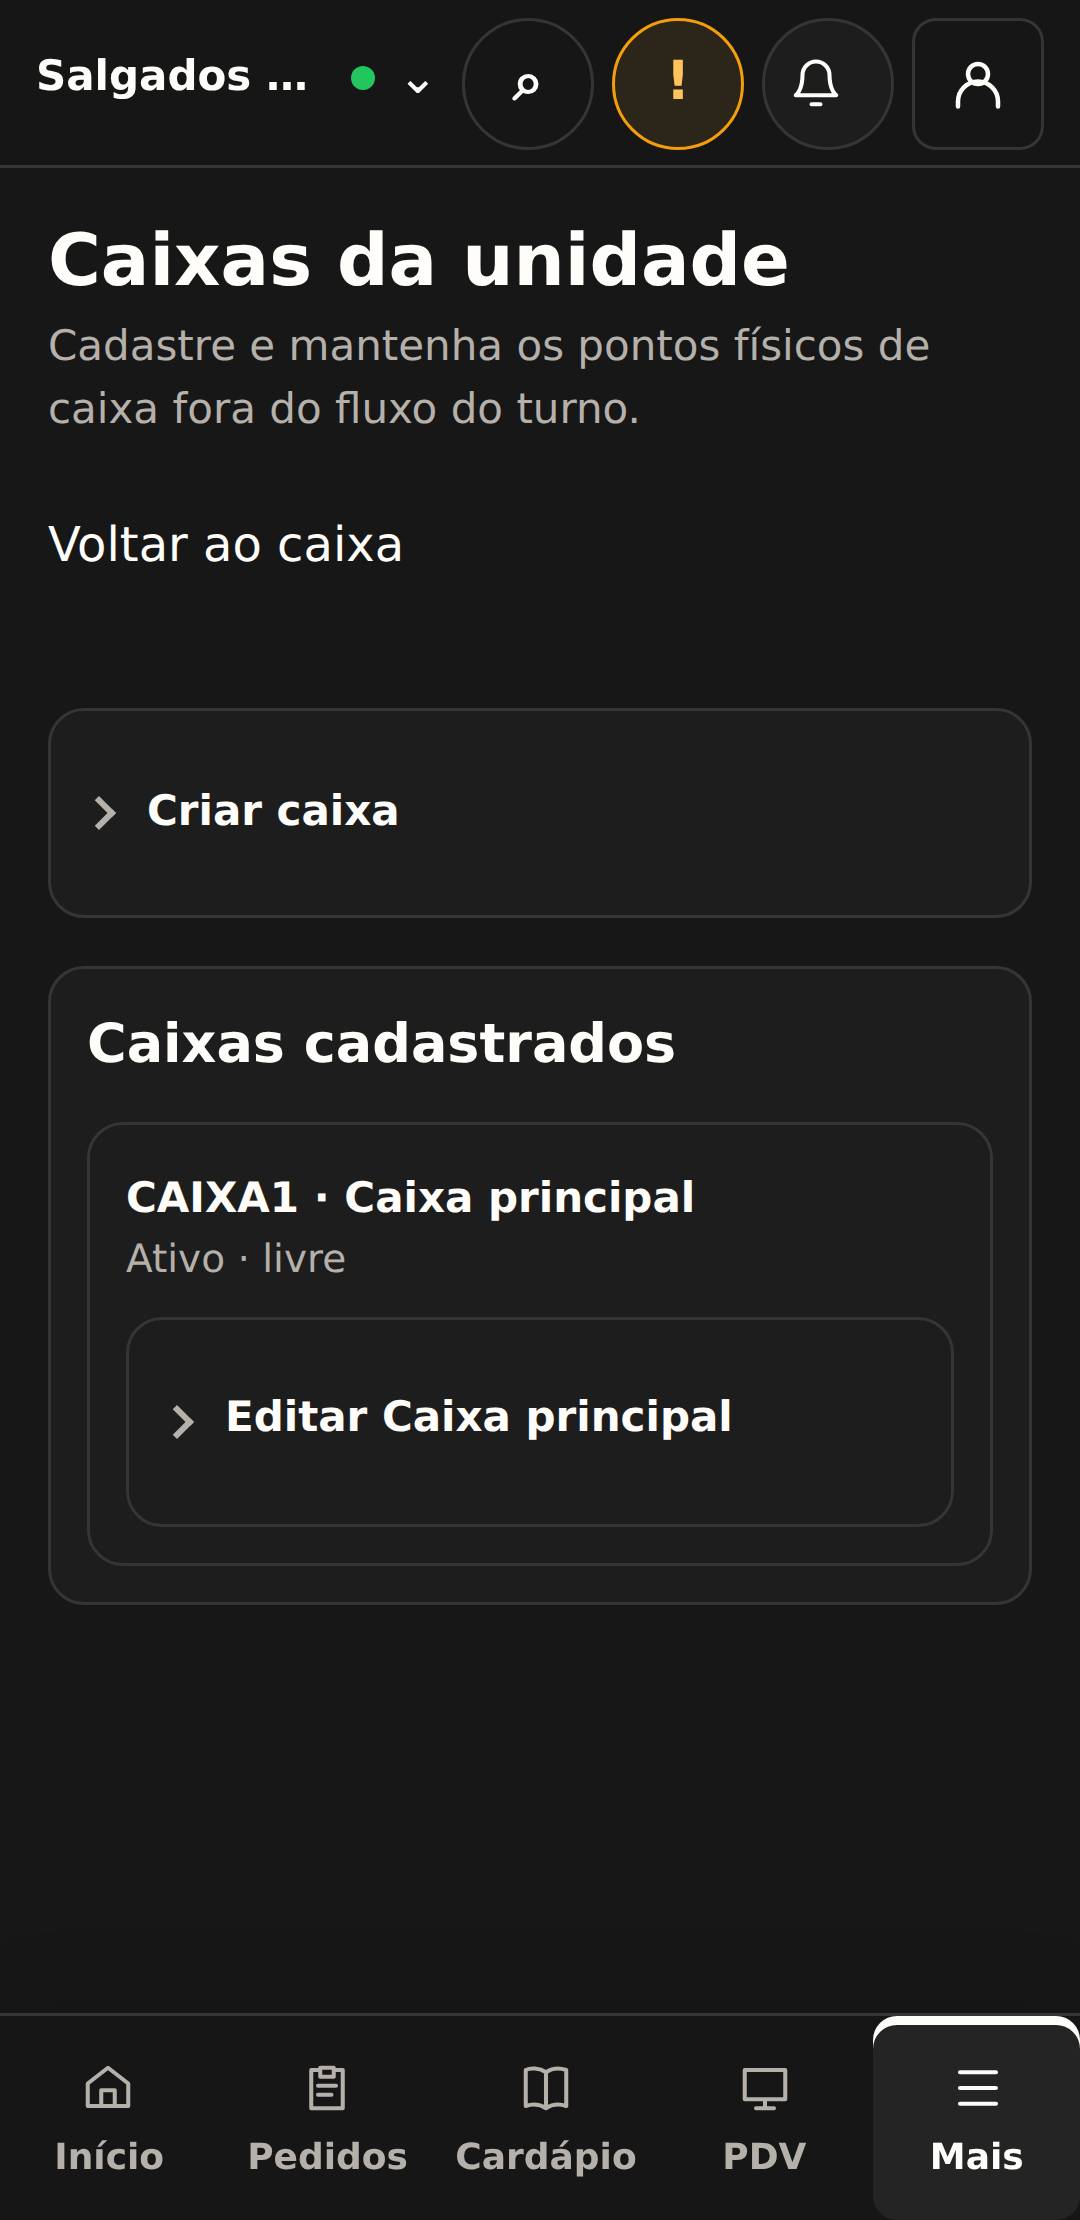 Salgados ...
!
Caixas da unidade
Cadastre e mantenha os pontos físicos de
caixa fora do fluxo do turno.
Voltar ao caixa
Criar caixa
Caixas cadastrados
CAIXA1 · Caixa principal
Ativo · livre
Editar Caixa principal
Início
Pedidos
Cardápio
PDV
Mais